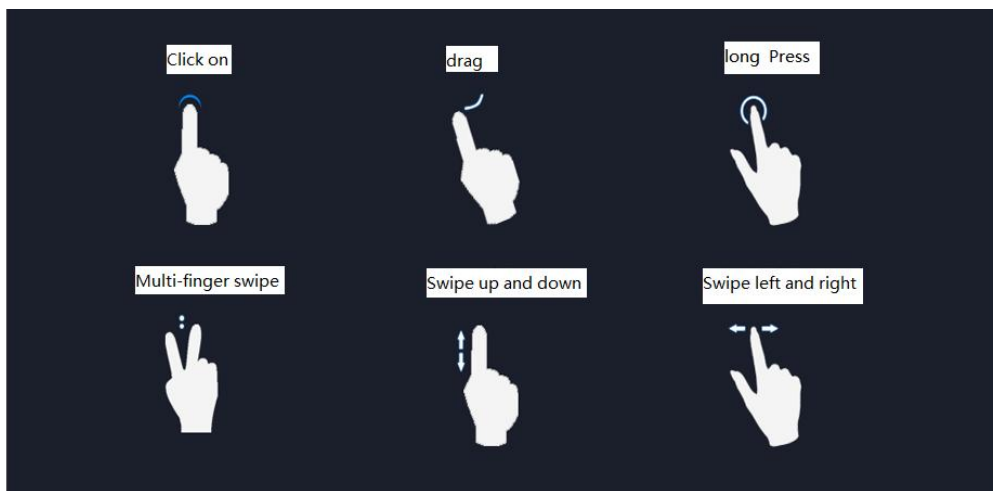 Click on
drag
long Press
Multi-finger swipe
Swipe up and down
Swipe left and right